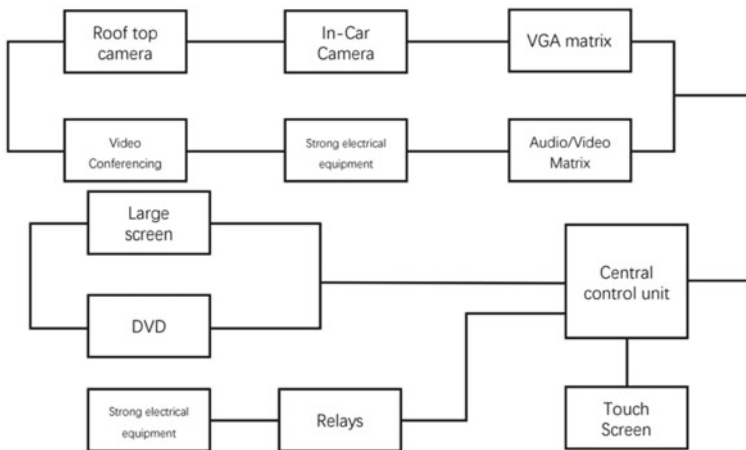 Roof top
camera
In-Car
Camera
VGA matrix
Video
Conferencing
Strong electrical
equipment
Audio/Video
Matrix
Large
screen
Central
control unit
DVD
Strong electrical
equipment
Relays
Touch
Screen